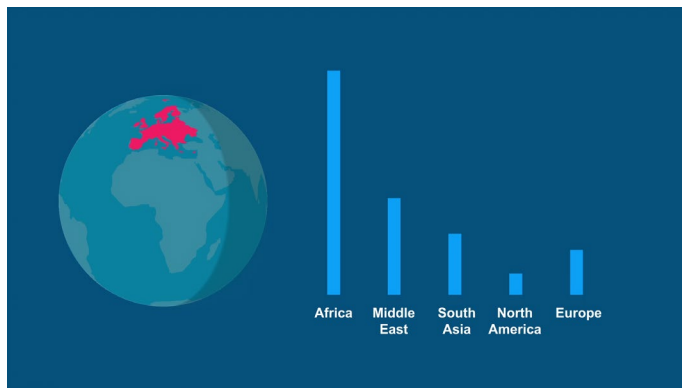 Africa
Middle
East
South
Asia
North
America
Europe